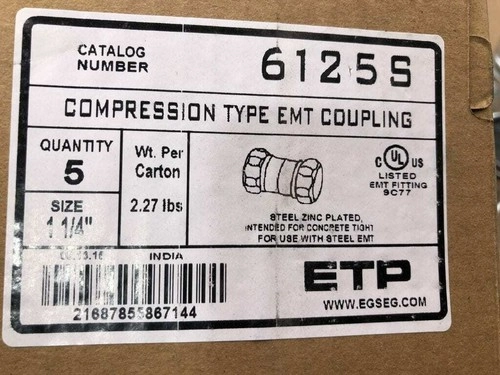 CATALOG
NUMBER
6125S
COMPRESSION TYPE EMT COUPLING
QUANTITY
5
SIZE
1 1/4"
Wt. Per
Carton
2.27 lbs
C UL US
LISTED
EMT FITTING
9C77
STEEL ZINC PLATED,
INTENDED FOR CONCRETE TIGHT
FOR USE WITH STEEL EMT
INDIA
ETP
WWW.EGSEG.COM